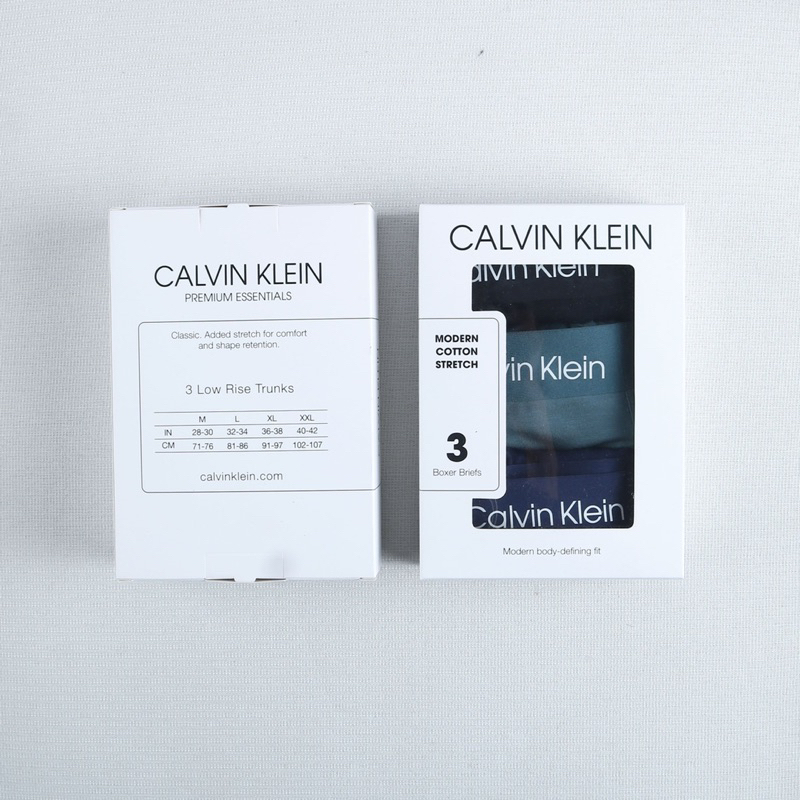 CALVIN KLEIN
PREMIUM ESSENTIALS
Classic. Added stretch for comfort
and shape retention.
3 Low Rise Trunks
M L XL XXL
IN 28-30 32-34 36-38 40-42
CM 71-76 81-86 91-97 102-107
calvinklein.com
CALVIN KLEIN
alvin Klein
MODERN
COTTON
STRETCH
vin Klein
3
Boxer Briefs
Calvin Klein
Modern body-defining fit